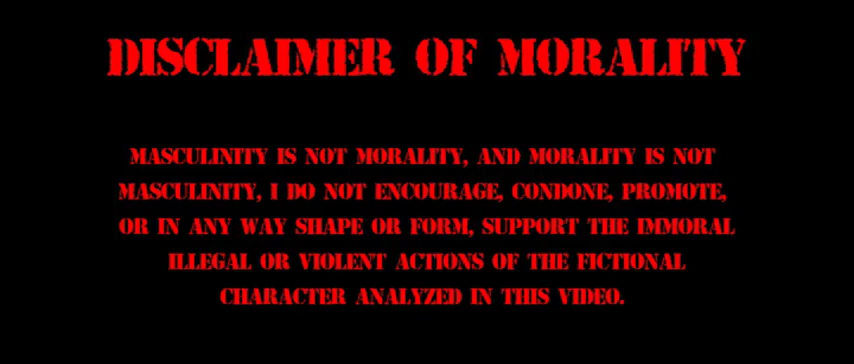 DISCLAIMER OF MORALITY
MASCULINITY IS NOT MORALITY, AND MORALITY IS NOT
MASCULINITY, I DO NOT ENCOURAGE, CONDONE, PROMOTE,
OR IN ANY WAY SHAPE OR FORM, SUPPORT THE IMMORAL
ILLEGAL OR VIOLENT ACTIONS OF THE FICTIONAL
CHARACTER ANALYZED IN THIS VIDEO.